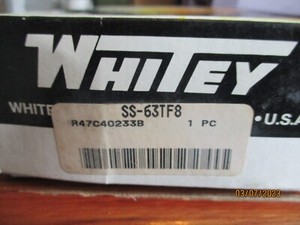 WHITEY
WHITE
• U.S.A
SS-63TF8
R47C40233B 1 PC
03/07/2023